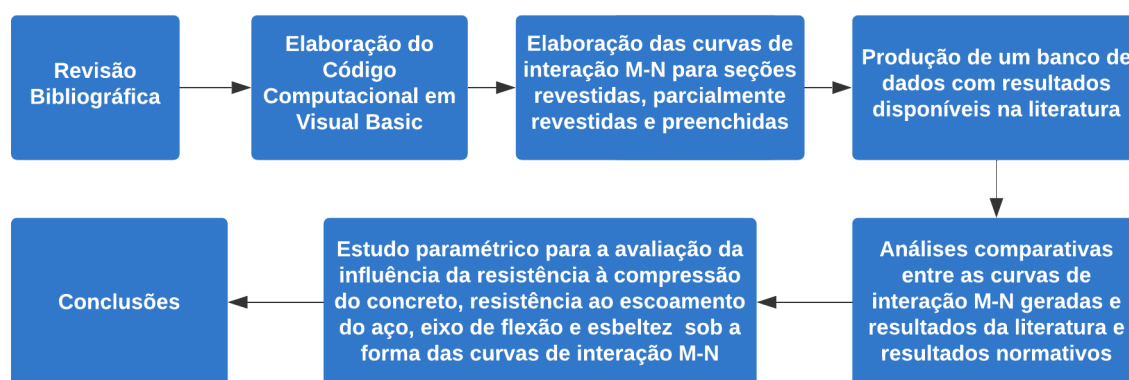 Revisão
Bibliográfica
Elaboração do
Código
Computacional em
Visual Basic
Elaboração das curvas de
interação M-N para seções
revestidas, parcialmente
revestidas e preenchidas
Produção de um banco de
dados com resultados
disponíveis na literatura
Análises comparativas
entre as curvas de
interação M-N geradas e
resultados da literatura e
resultados normativos
Estudo paramétrico para a avaliação da
influência da resistência à compressão
do concreto, resistência ao escoamento
do aço, eixo de flexão e esbeltez sob a
forma das curvas de interação M-N
Conclusões